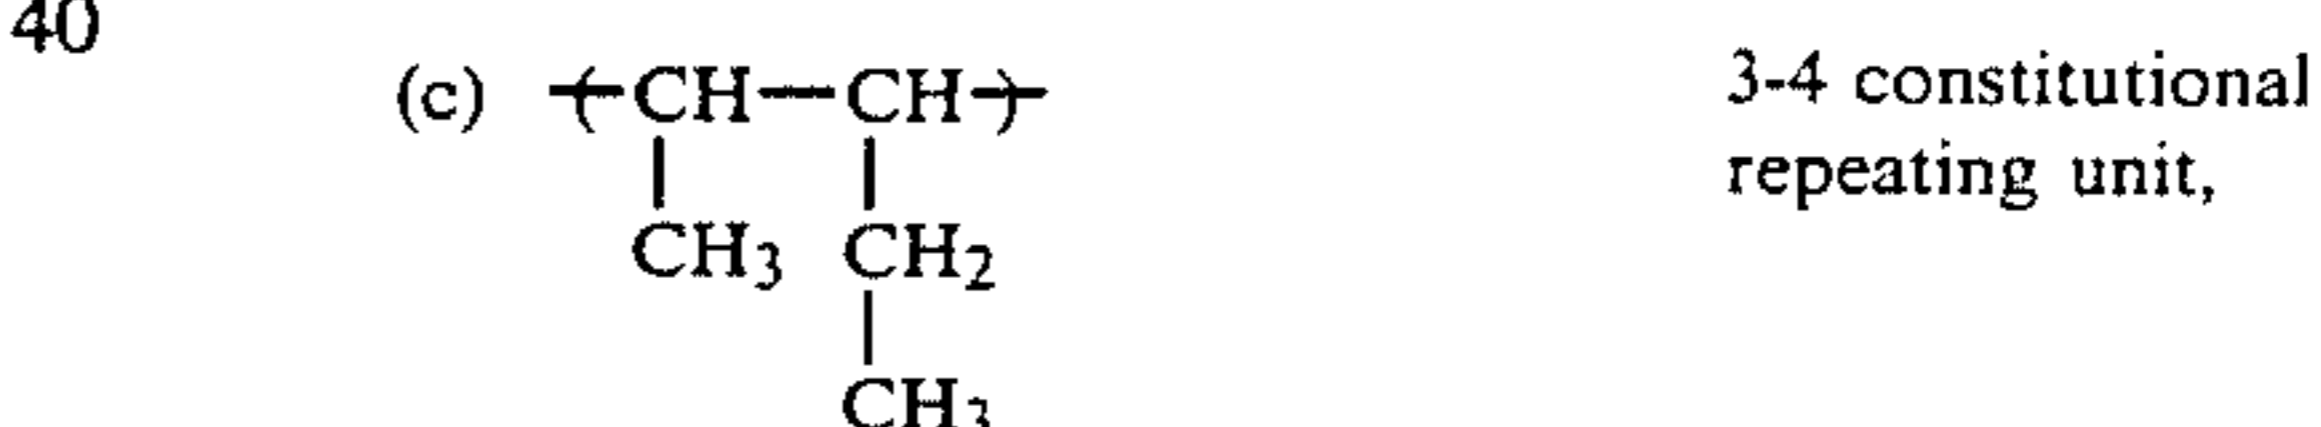 40
(c) -(-CH—CH-)- 3-4 constitutional
repeating unit,
CH3 CH2
CH3